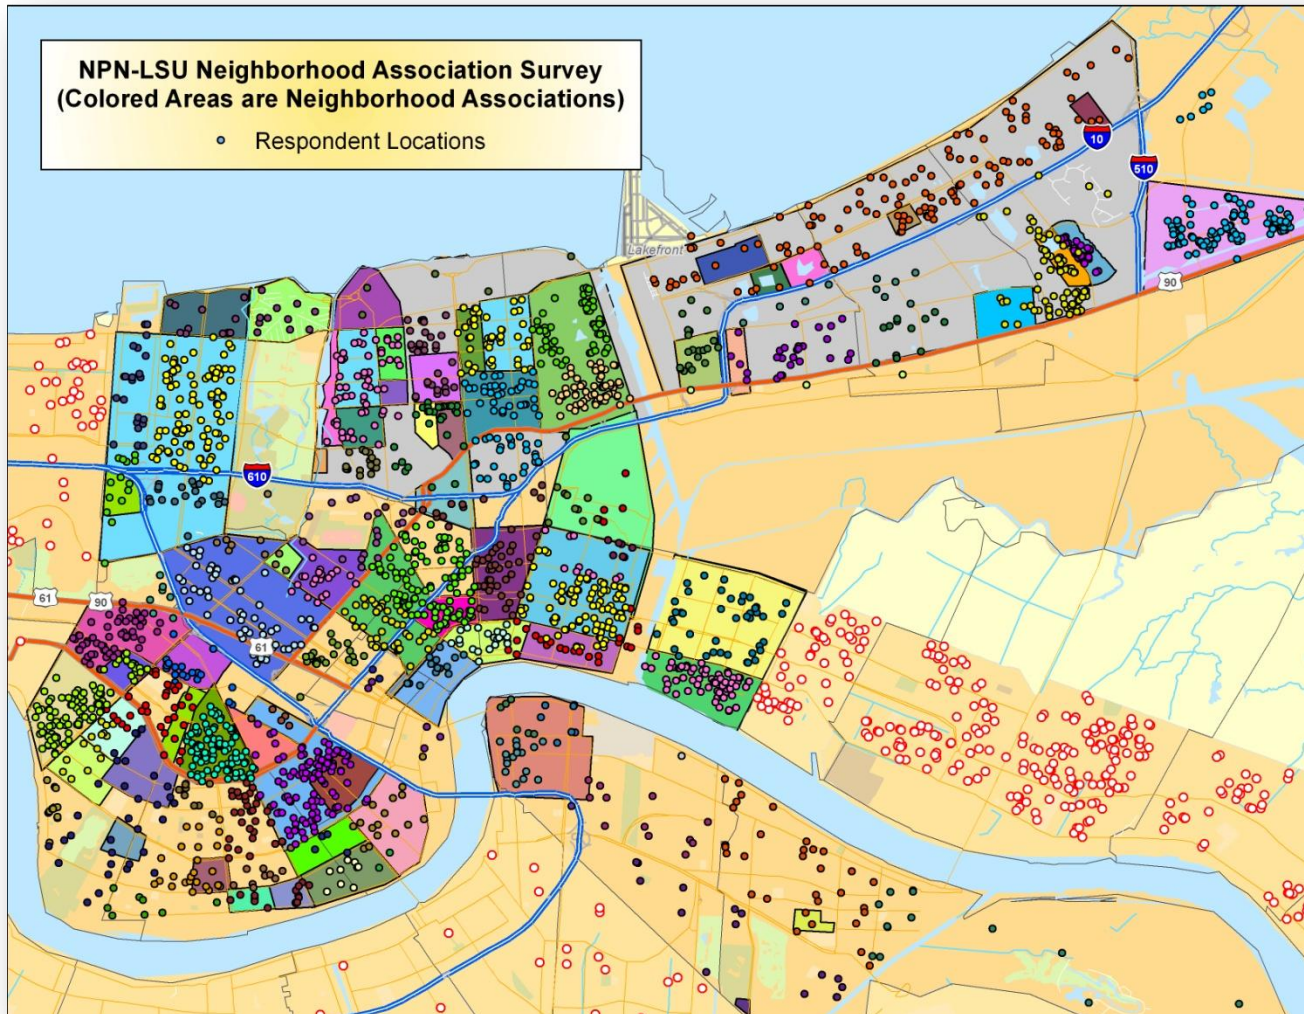 NPN-LSU Neighborhood Association Survey
(Colored Areas are Neighborhood Associations)
Respondent Locations
10
510
Lakefront
90
610
61
90
61